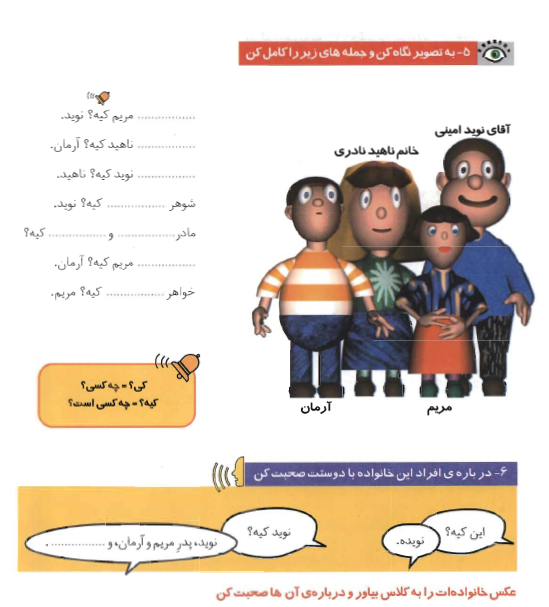 ۵- به تصویر نگاه کن و جمله های زیر را کامل کن
................. مریم کیه؟ نوید.
................. ناهید کیه؟ آرمان.
................. نوید کیه؟ ناهید.
شوهر ................. کیه؟ نوید.
مادر ................. و ................. کیه؟
................. مریم کیه؟ آرمان.
خواهر ................. کیه؟ مریم.
آقای نوید امینی
خانم ناهید نادری
مریم
آرمان
کی؟ = چه کسی؟
کیه؟ = چه کسی است؟
۶- در باره ی افراد این خانواده با دوستت صحبت کن
این کیه؟
نویده.
نوید کیه؟
نوید، پدرِ مریم و آرمان، و ................. .
عکس خانواده‌ات را به کلاس بیاور و درباره‌ی آن ها صحبت کن